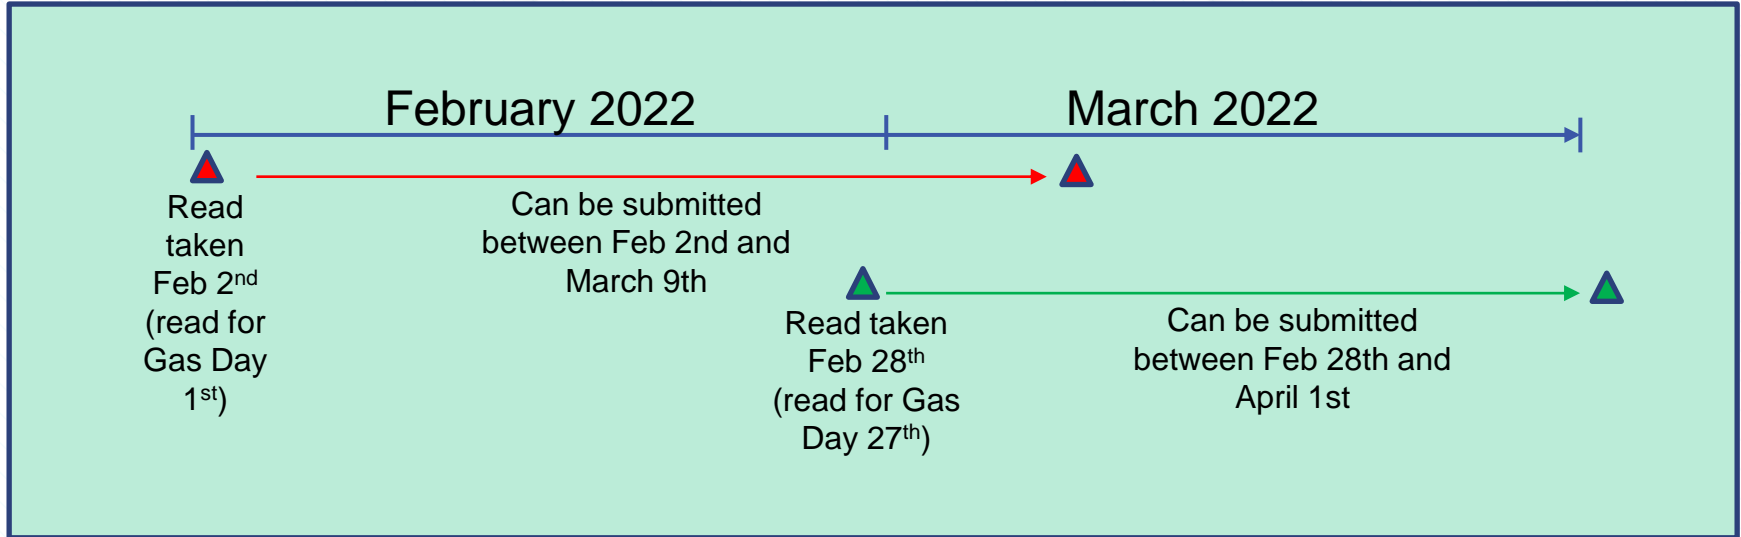 February 2022
March 2022
Read
taken
Feb 2nd
(read for
Gas Day
1st)
Can be submitted
between Feb 2nd and
March 9th
Read taken
Feb 28th
(read for Gas
Day 27th)
Can be submitted
between Feb 28th and
April 1st